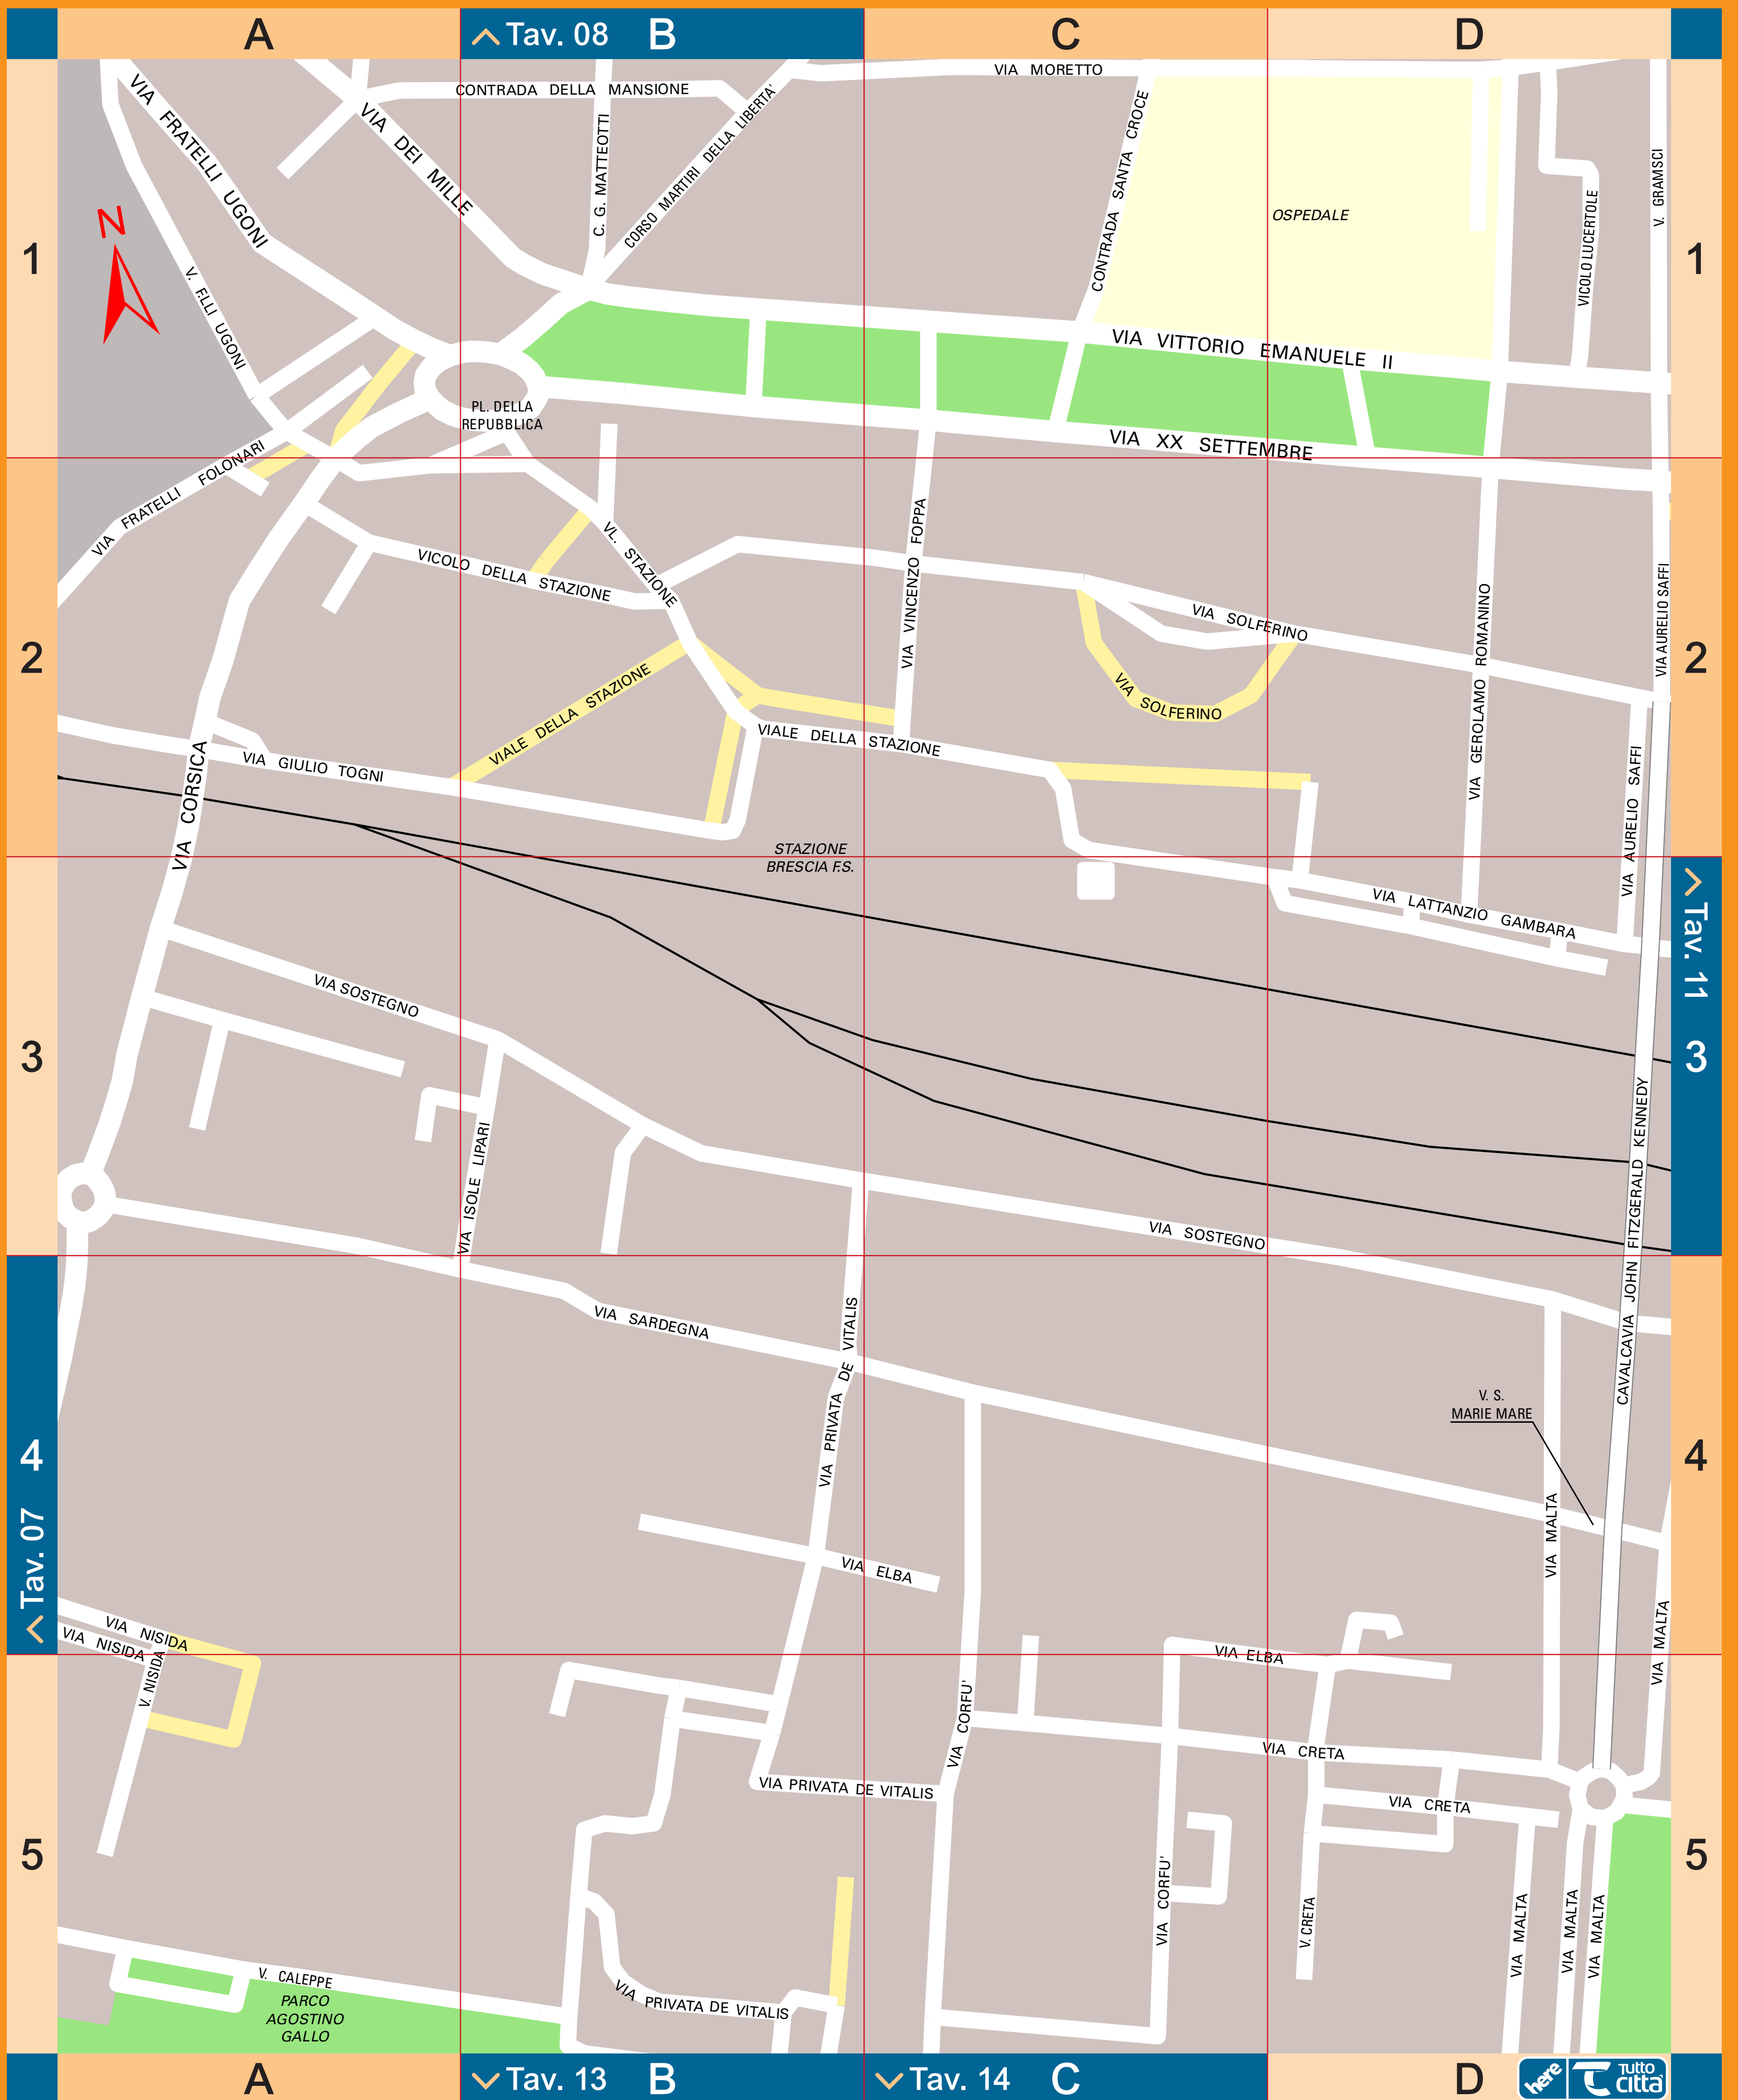 A
Tav. 08 B
C
D
VIA MORETTO
CONTRADA DELLA MANSIONE
VIA FRATELLI UGONI
VIA DEI MILLE
C. G. MATTEOTTI
CORSO MARTIRI DELLA LIBERTA'
CONTRADA SANTA CROCE
OSPEDALE
VICOLO LUCERTOLE
V. GRAMSCI
N
1
1
V. F.LLI UGONI
VIA VITTORIO EMANUELE II
PL. DELLA
REPUBBLICA
VIA XX SETTEMBRE
VIA FRATELLI FOLONARI
VICOLO DELLA STAZIONE
VL. STAZIONE
VIA VINCENZO FOPPA
VIA SOLFERINO
VIA SOLFERINO
VIA GEROLAMO ROMANINO
VIA AURELIO SAFFI
2
2
VIALE DELLA STAZIONE
VIALE DELLA STAZIONE
VIA GIULIO TOGNI
VIA CORSICA
VIA AURELIO SAFFI
STAZIONE
BRESCIA F.S.
VIA LATTANZIO GAMBARA
Tav. 11 3
3
VIA SOSTEGNO
VIA ISOLE LIPARI
VIA SOSTEGNO
CAVALCAVIA JOHN FITZGERALD KENNEDY
VIA SARDEGNA
VIA PRIVATA DE VITALIS
V. S.
MARIE MARE
4
Tav. 07
4
VIA MALTA
VIA ELBA
VIA MALTA
VIA NISIDA
VIA NISIDA
V. NISIDA
VIA ELBA
VIA CORFU'
VIA CRETA
VIA PRIVATA DE VITALIS
VIA CRETA
5
5
VIA CORFU'
V. CRETA
VIA MALTA
VIA MALTA
VIA MALTA
V. CALEPPE
PARCO
AGOSTINO
GALLO
VIA PRIVATA DE VITALIS
A
Tav. 13 B
Tav. 14 C
D
here
TUTTO
CITTÀ